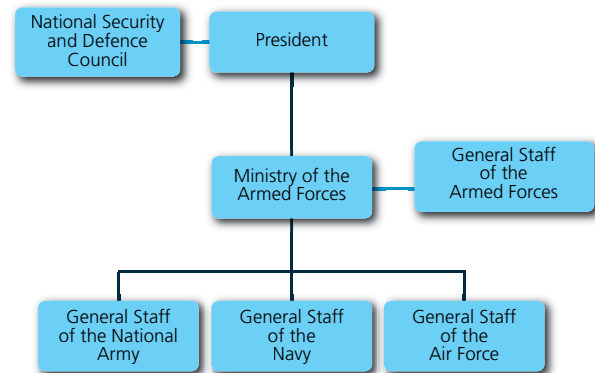 National Security
and Defence
Council
President
Ministry of the
Armed Forces
General Staff
of the
Armed Forces
General Staff
of the National
Army
General Staff
of the
Navy
General Staff
of the
Air Force